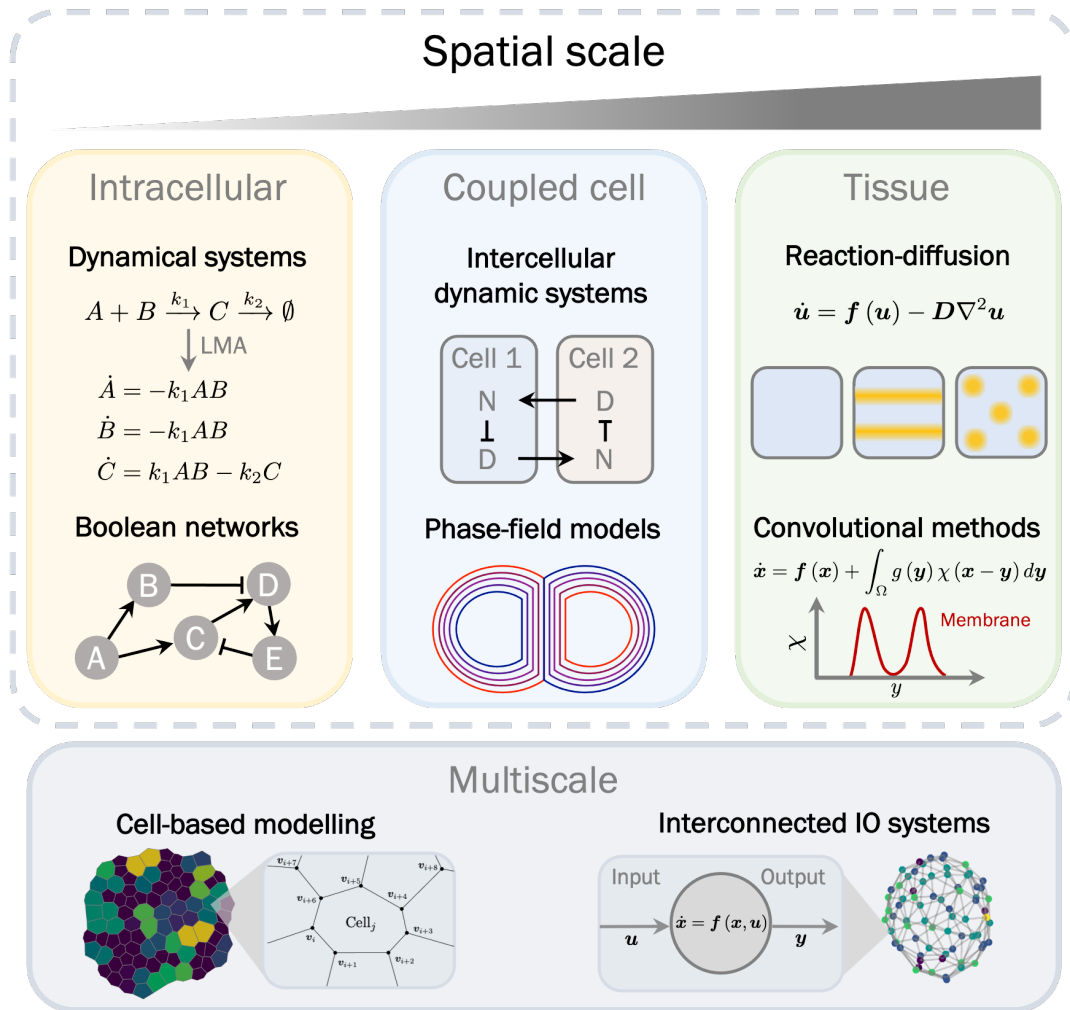 Spatial scale
Intracellular
Dynamical systems
A + B —k₁→ C —k₂→ ∅
LMA
Ȧ = −k₁AB
Ḃ = −k₁AB
Ċ = k₁AB − k₂C
Boolean networks
B
D
C
A
E
Coupled cell
Intercellular
dynamic systems
Cell 1
Cell 2
N
D
D
N
Phase-field models
Tissue
Reaction-diffusion
u̇ = f (u) − D∇²u
Convolutional methods
ẋ = f (x) + ∫_Ω g (y) χ (x − y) dy
Membrane
χ
y
Multiscale
Cell-based modelling
v_{i+7}
v_{i+8}
v_{i+5}
v_{i+6}
v_{i+4}
Cell_j
v_i
v_{i+3}
v_{i+1}
v_{i+2}
Interconnected IO systems
Input
Output
ẋ = f (x, u)
u
y